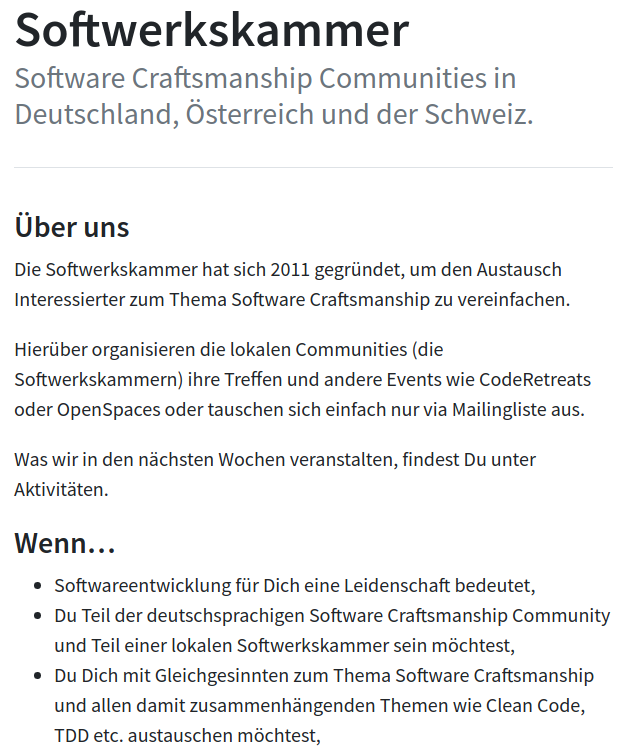 Softwerkskammer
Software Craftsmanship Communities in
Deutschland, Österreich und der Schweiz.
Über uns
Die Softwerkskammer hat sich 2011 gegründet, um den Austausch
Interessierter zum Thema Software Craftsmanship zu vereinfachen.
Hierüber organisieren die lokalen Communities (die
Softwerkskammern) ihre Treffen und andere Events wie CodeRetreats
oder OpenSpaces oder tauschen sich einfach nur via Mailingliste aus.
Was wir in den nächsten Wochen veranstalten, findest Du unter
Aktivitäten.
Wenn…
• Softwareentwicklung für Dich eine Leidenschaft bedeutet,
• Du Teil der deutschsprachigen Software Craftsmanship Community
und Teil einer lokalen Softwerkskammer sein möchtest,
• Du Dich mit Gleichgesinnten zum Thema Software Craftsmanship
und allen damit zusammenhängenden Themen wie Clean Code,
TDD etc. austauschen möchtest,